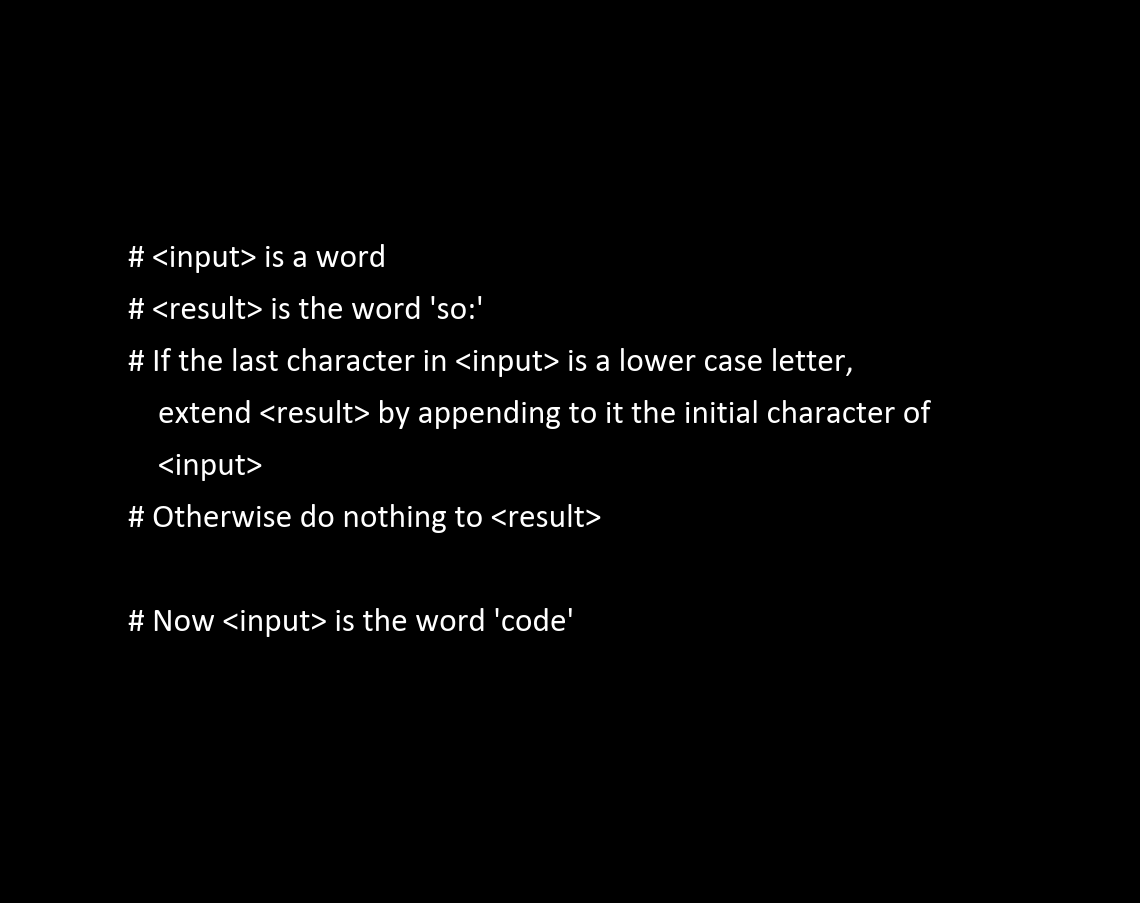 # <input> is a word
# <result> is the word 'so:'
# If the last character in <input> is a lower case letter,
extend <result> by appending to it the initial character of
<input>
# Otherwise do nothing to <result>
# Now <input> is the word 'code'